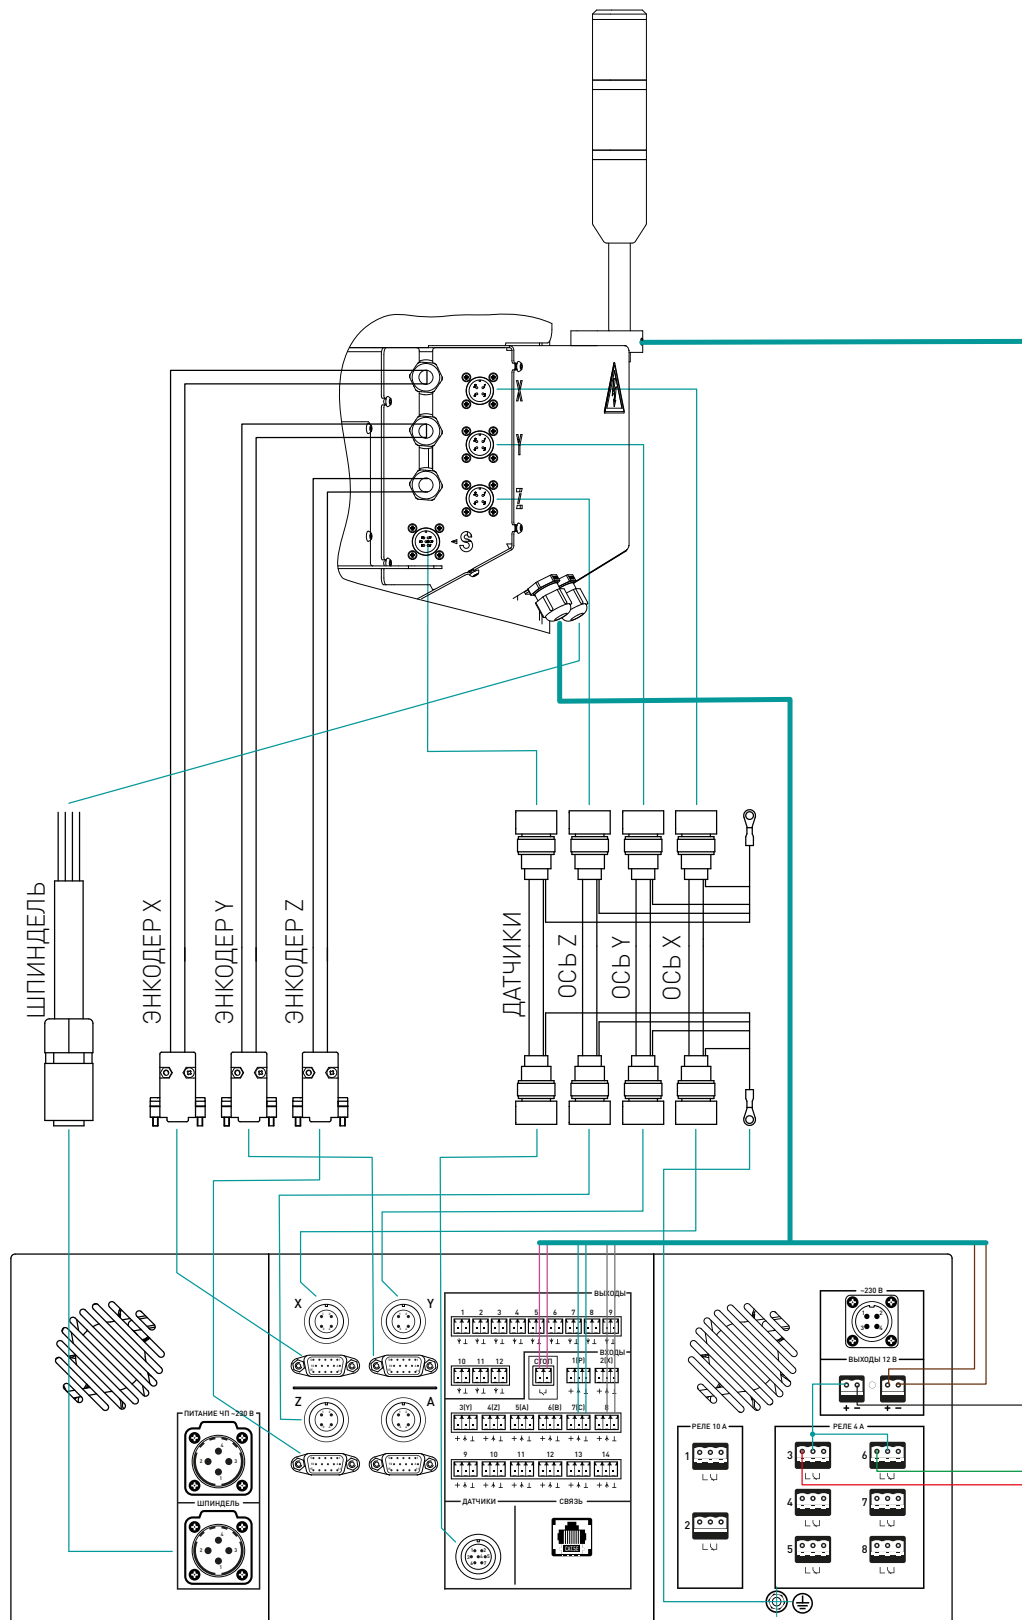 X
Y
Z
S
ШПИНДЕЛЬ
ЭНКОДЕР X
ЭНКОДЕР Y
ЭНКОДЕР Z
ДАТЧИКИ
ОСЬ Z
ОСЬ Y
ОСЬ X
X
Y
Z
A
ПИТАНИЕ ЧП ~230 В
ШПИНДЕЛЬ
ВЫХОДЫ
1 2 3 4 5 6 7 8 9
ВХОДЫ
10 11 12 СТОП 1(P) 2(X)
3(Y) 4(Z) 5(A) 6(B) 7(C) 8
9 10 11 12 13 14
ДАТЧИКИ
СВЯЗЬ
~230 В
ВЫХОДЫ 12 В
+ − + −
РЕЛЕ 10 А
1
2
РЕЛЕ 4 А
3 6
4 7
5 8